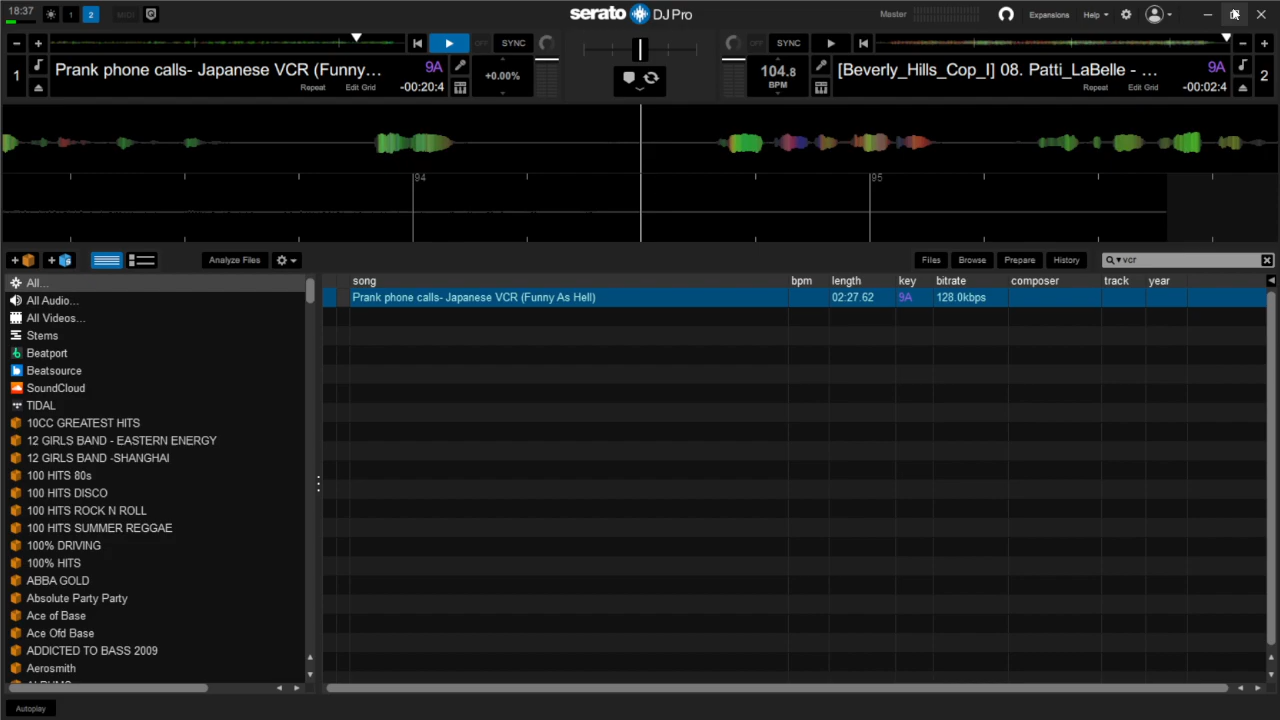 18:37
1
2
MIDI
serato DJ Pro
Master
Expansions
Help
OFF
SYNC
SYNC
OFF
1
Prank phone calls- Japanese VCR (Funny...
9A
Repeat
Edit Grid
-00:20:4
+0.00%
104.8
BPM
[Beverly_Hills_Cop_I] 08. Patti_LaBelle - ...
9A
Repeat
Edit Grid
-00:02:4
2
94
95
Analyze Files
Files
Browse
Prepare
History
vcr
song
bpm
length
key
bitrate
composer
track
year
Prank phone calls- Japanese VCR (Funny As Hell)
02:27.62
9A
128.0kbps
All...
All Audio...
All Videos...
Stems
Beatport
Beatsource
SoundCloud
TIDAL
10CC GREATEST HITS
12 GIRLS BAND - EASTERN ENERGY
12 GIRLS BAND -SHANGHAI
100 HITS 80s
100 HITS DISCO
100 HITS ROCK N ROLL
100 HITS SUMMER REGGAE
100% DRIVING
100% HITS
ABBA GOLD
Absolute Party Party
Ace of Base
Ace Ofd Base
ADDICTED TO BASS 2009
Aerosmith
Autoplay